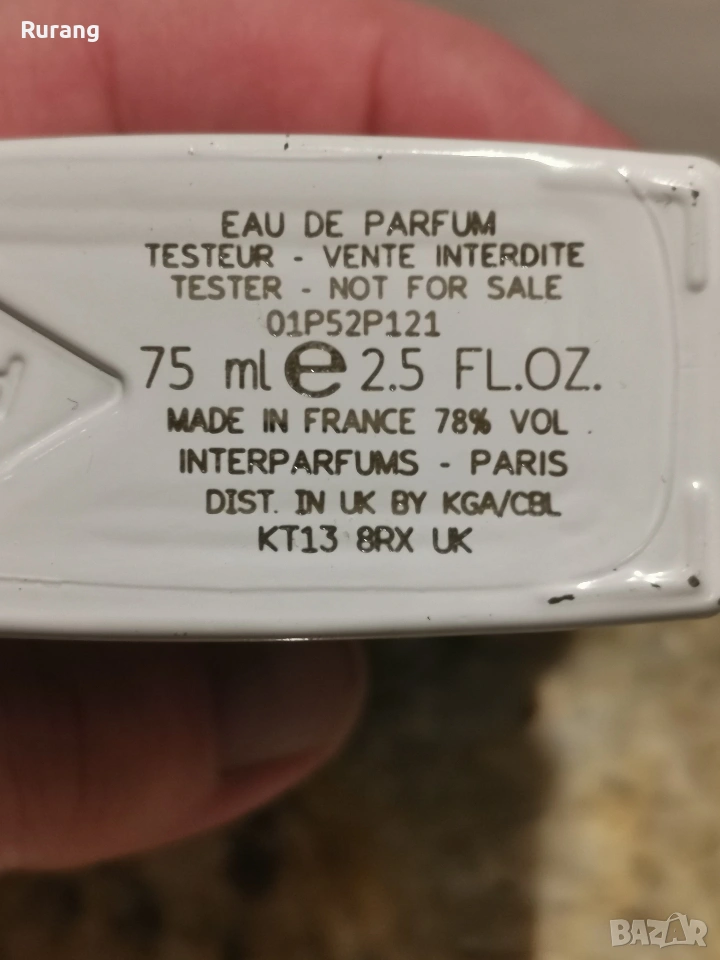 Rurang
EAU DE PARFUM
TESTEUR - VENTE INTERDITE
TESTER - NOT FOR SALE
01P52P121
75 ml e 2.5 FL.OZ.
MADE IN FRANCE 78% VOL
INTERPARFUMS - PARIS
DIST. IN UK BY KGA/CBL
KT13 8RX UK
BAZAR